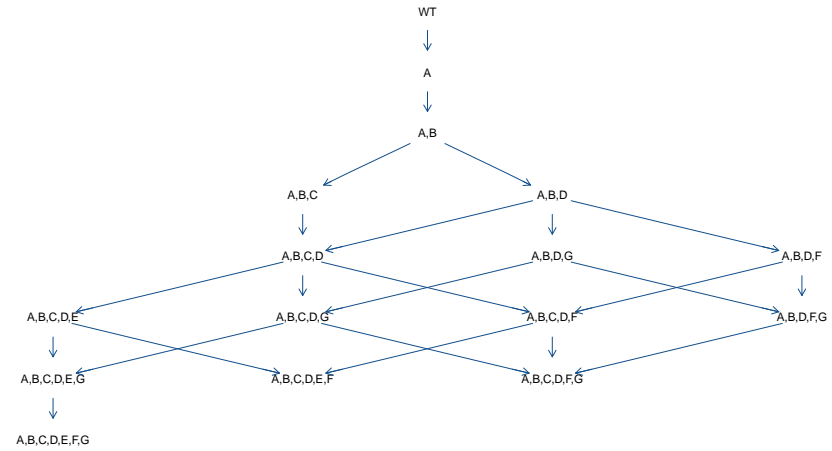 WT
A
A,B
A,B,C
A,B,D
A,B,C,D
A,B,D,G
A,B,D,F
A,B,C,D,E
A,B,C,D,G
A,B,C,D,F
A,B,D,F,G
A,B,C,D,E,G
A,B,C,D,E,F
A,B,C,D,F,G
A,B,C,D,E,F,G